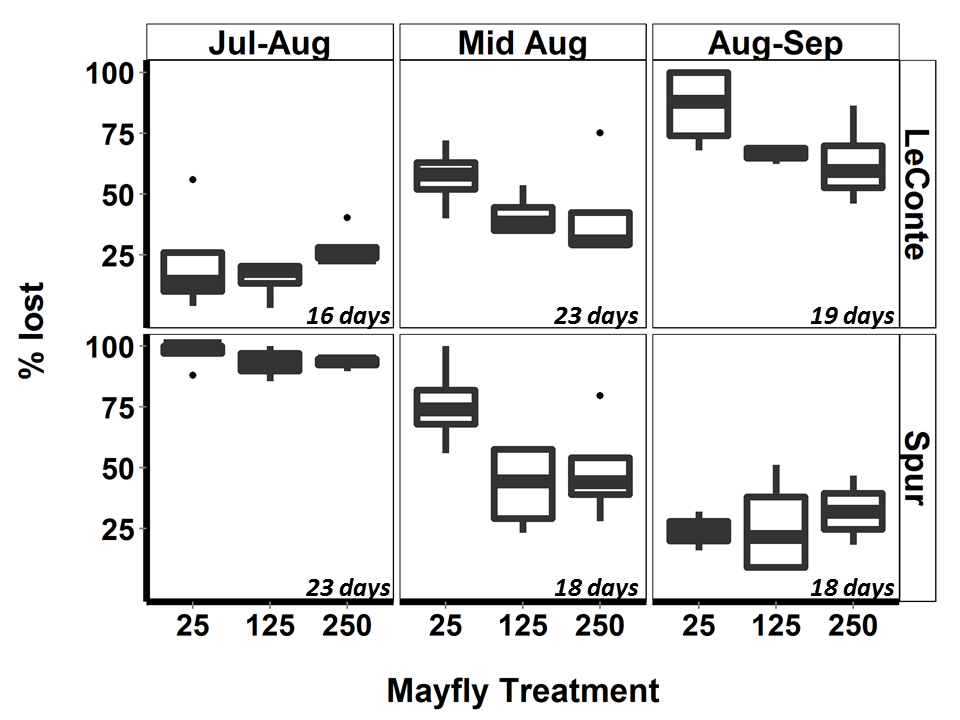 Jul-Aug Mid Aug Aug-Sep
100
75
50
25
16 days 23 days 19 days
LeConte
% lost
100
75
50
25
23 days 18 days 18 days
Spur
25 125 250 25 125 250 25 125 250
Mayfly Treatment